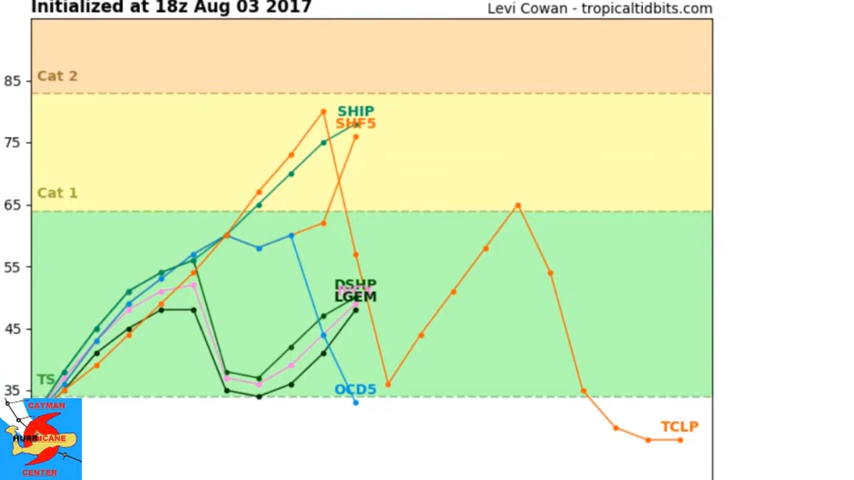 Initialized at 18z Aug 03 2017
Levi Cowan - tropicaltidbits.com
85
Cat 2
SHIP
SHF5
75
Cat 1
65
55
DSHP
LGEM
45
TS
35
OCD5
TCLP
CAYMAN
HURRICANE
CENTER